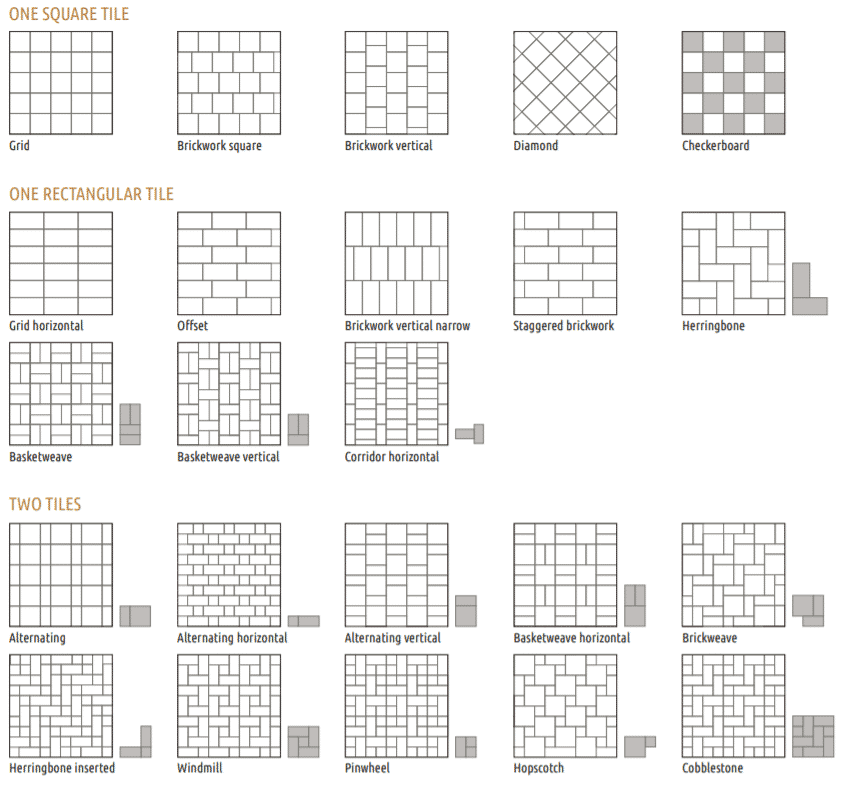 ONE SQUARE TILE
Grid
Brickwork square
Brickwork vertical
Diamond
Checkerboard
ONE RECTANGULAR TILE
Grid horizontal
Offset
Brickwork vertical narrow
Staggered brickwork
Herringbone
Basketweave
Basketweave vertical
Corridor horizontal
TWO TILES
Alternating
Alternating horizontal
Alternating vertical
Basketweave horizontal
Brickweave
Herringbone inserted
Windmill
Pinwheel
Hopscotch
Cobblestone